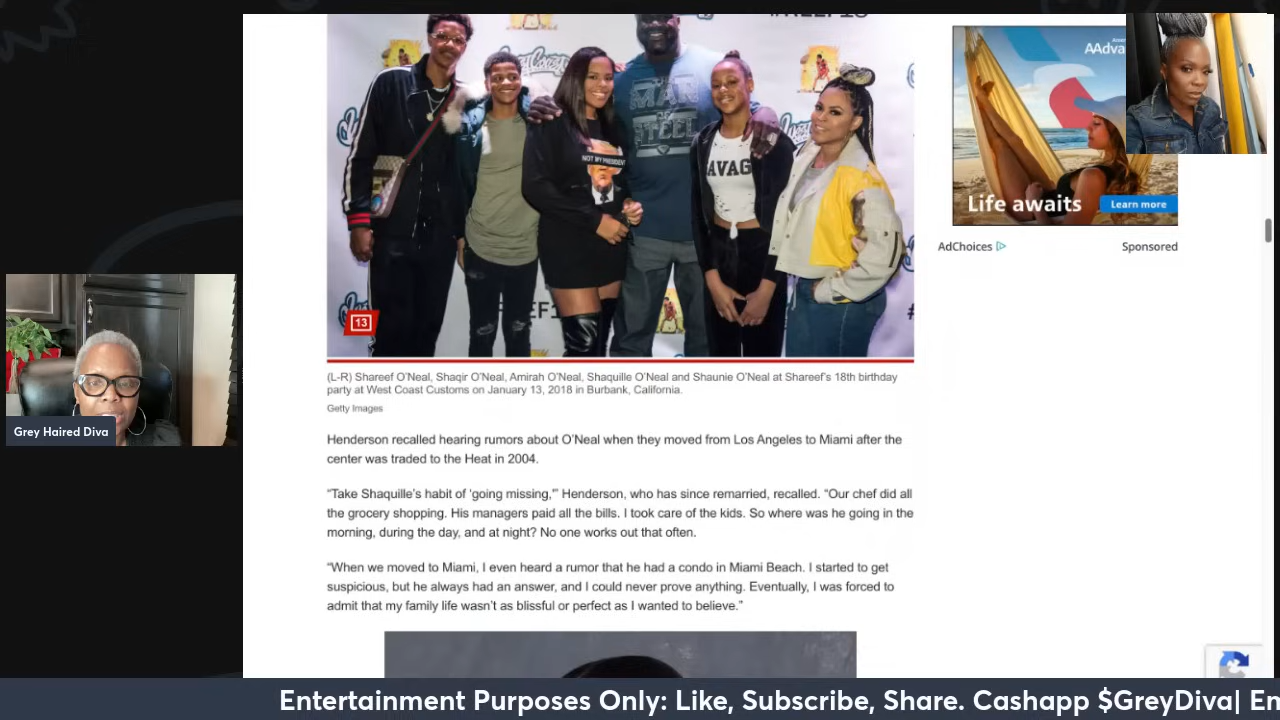 NOT MY PRESIDENT
MAN
STEEL
AVAG
13
(L-R) Shareef O'Neal, Shaqir O'Neal, Amirah O'Neal, Shaquille O'Neal and Shaunie O'Neal at Shareef's 18th birthday
party at West Coast Customs on January 13, 2018 in Burbank, California.
Getty Images
Henderson recalled hearing rumors about O'Neal when they moved from Los Angeles to Miami after the
center was traded to the Heat in 2004.
“Take Shaquille's habit of ‘going missing,’” Henderson, who has since remarried, recalled. “Our chef did all
the grocery shopping. His managers paid all the bills. I took care of the kids. So where was he going in the
morning, during the day, and at night? No one works out that often.
“When we moved to Miami, I even heard a rumor that he had a condo in Miami Beach. I started to get
suspicious, but he always had an answer, and I could never prove anything. Eventually, I was forced to
admit that my family life wasn't as blissful or perfect as I wanted to believe.”
AAdva
Life awaits
Learn more
AdChoices
Sponsored
Grey Haired Diva
Entertainment Purposes Only: Like, Subscribe, Share. Cashapp $GreyDiva| En